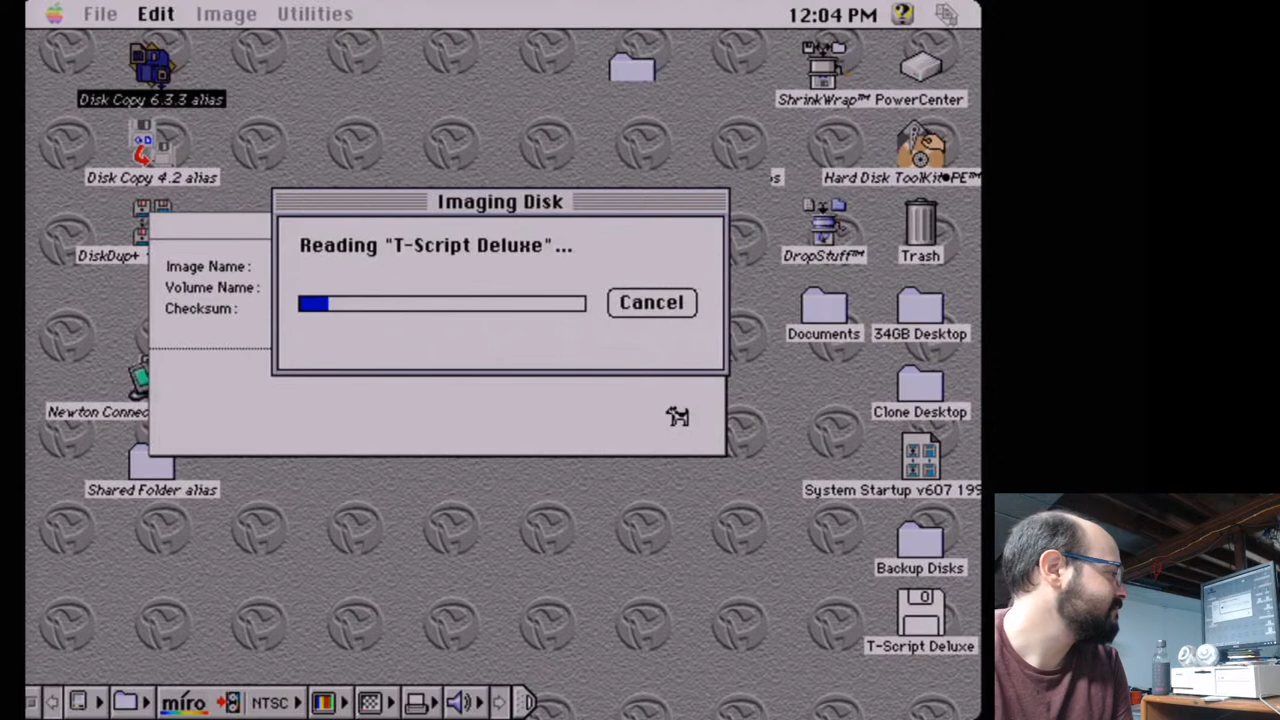 File Edit Image Utilities 12:04 PM
Disk Copy 6.3.3 alias
ShrinkWrap™ PowerCenter
Disk Copy 4.2 alias
Hard Disk ToolKit•PE™
Imaging Disk
Reading "T-Script Deluxe"...
Cancel
DiskDup+
Image Name:
Volume Name:
Checksum:
DropStuff™
Trash
Documents
34GB Desktop
Newton Connec
Clone Desktop
Shared Folder alias
System Startup v607 199
Backup Disks
T-Script Deluxe
miro NTSC